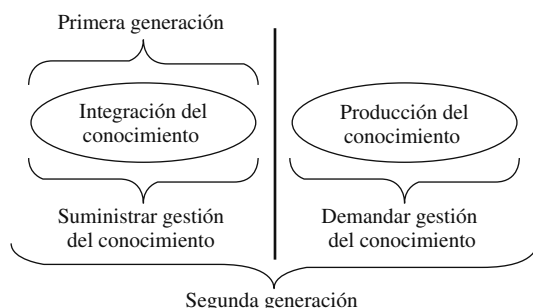 Primera generación
Integración del
conocimiento
Producción del
conocimiento
Suministrar gestión
del conocimiento
Demandar gestión
del conocimiento
Segunda generación